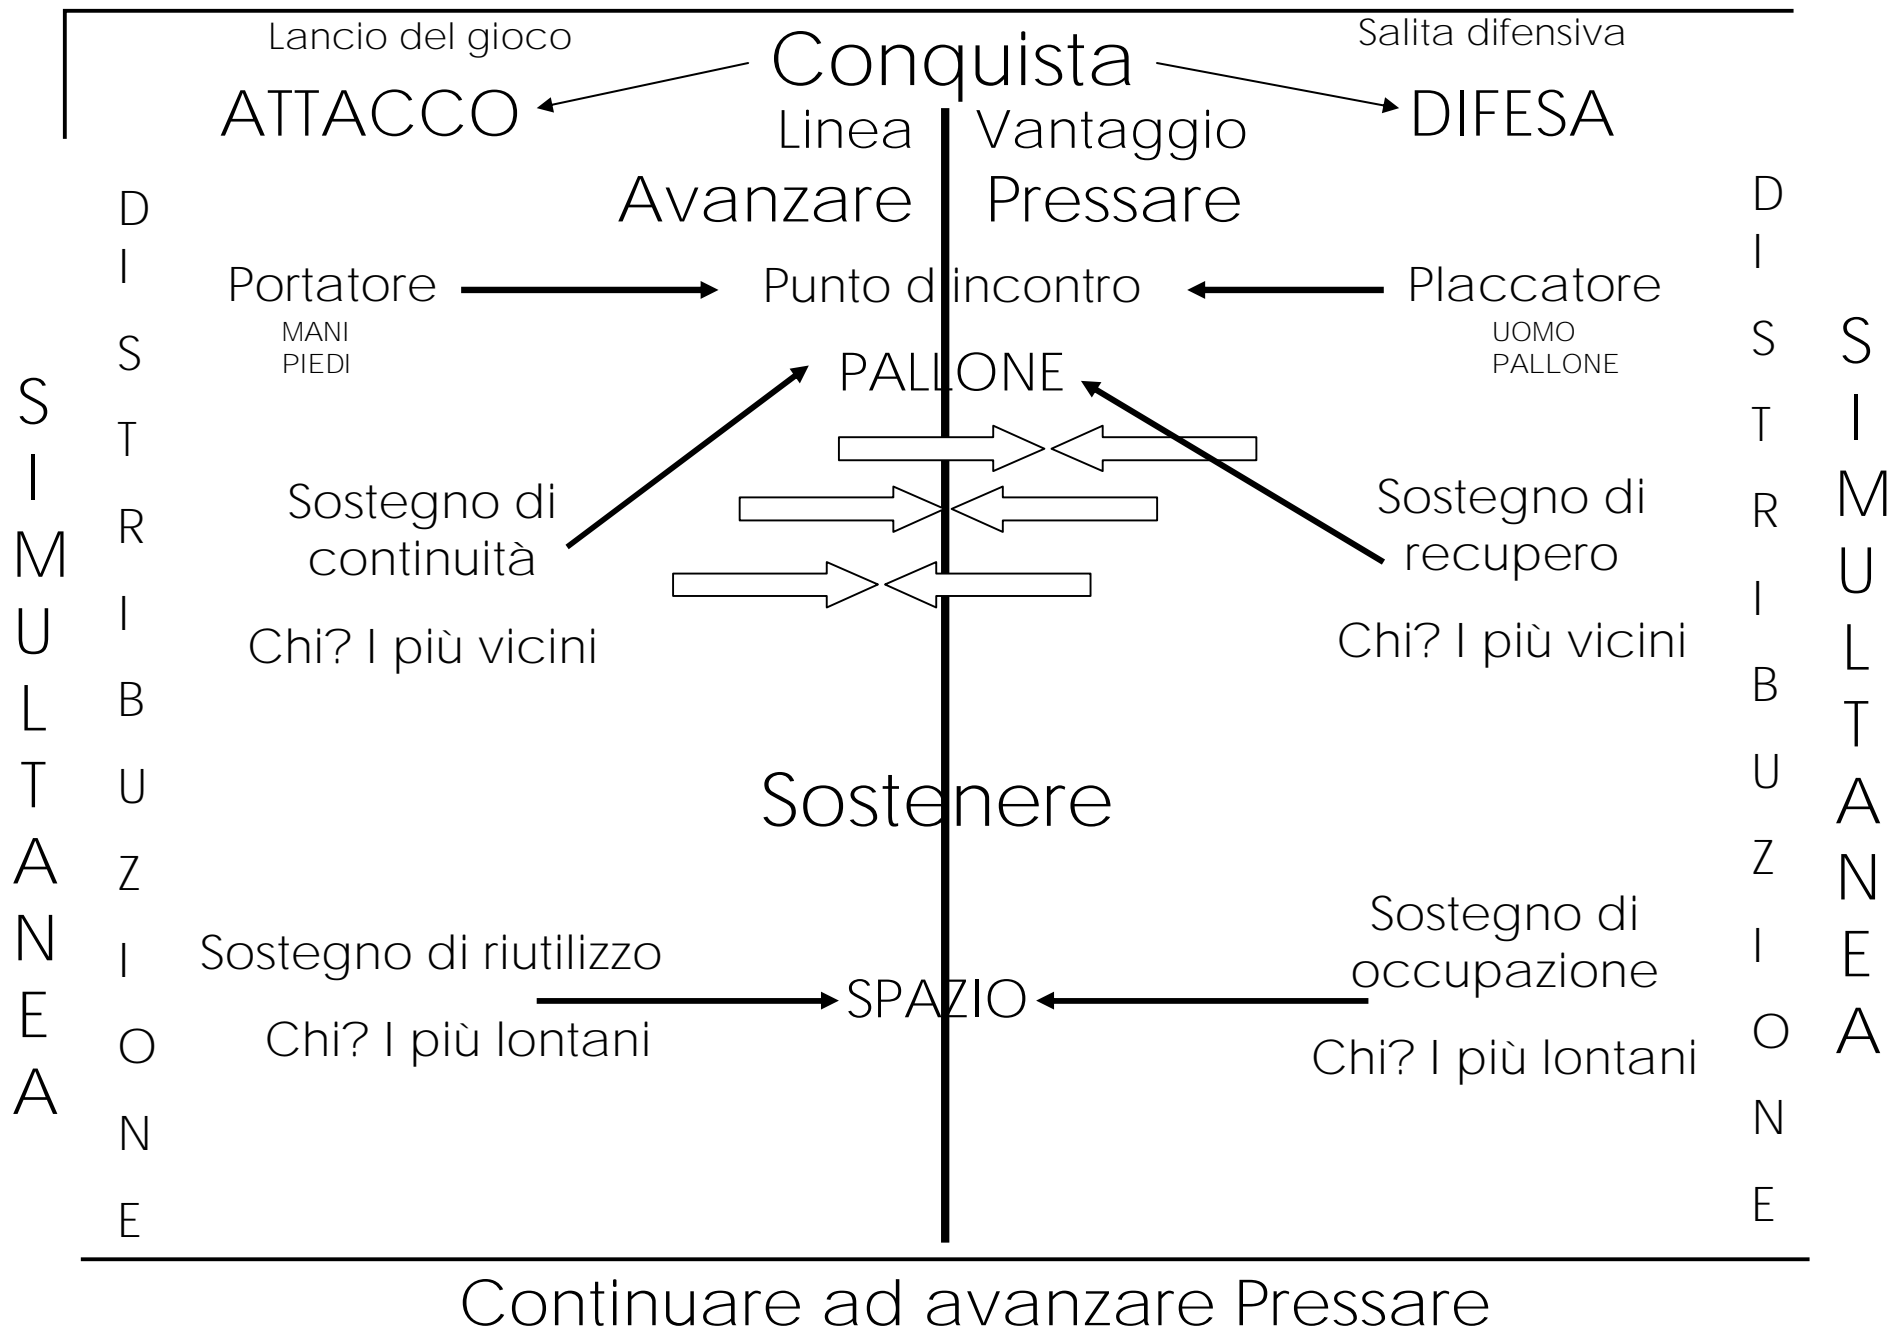 Lancio del gioco
Conquista
Salita difensiva
ATTACCO
DIFESA
Linea Vantaggio
Avanzare Pressare
Portatore
MANI
PIEDI
Punto d incontro
Placcatore
UOMO
PALLONE
PALLONE
Sostegno di
continuità
Chi? I più vicini
Sostegno di
recupero
Chi? I più vicini
Sostenere
Sostegno di riutilizzo
Chi? I più lontani
SPAZIO
Sostegno di
occupazione
Chi? I più lontani
SIMULTANEA
DISTRIBUZIONE
DISTRIBUZIONE
SIMULTANEA
Continuare ad avanzare Pressare